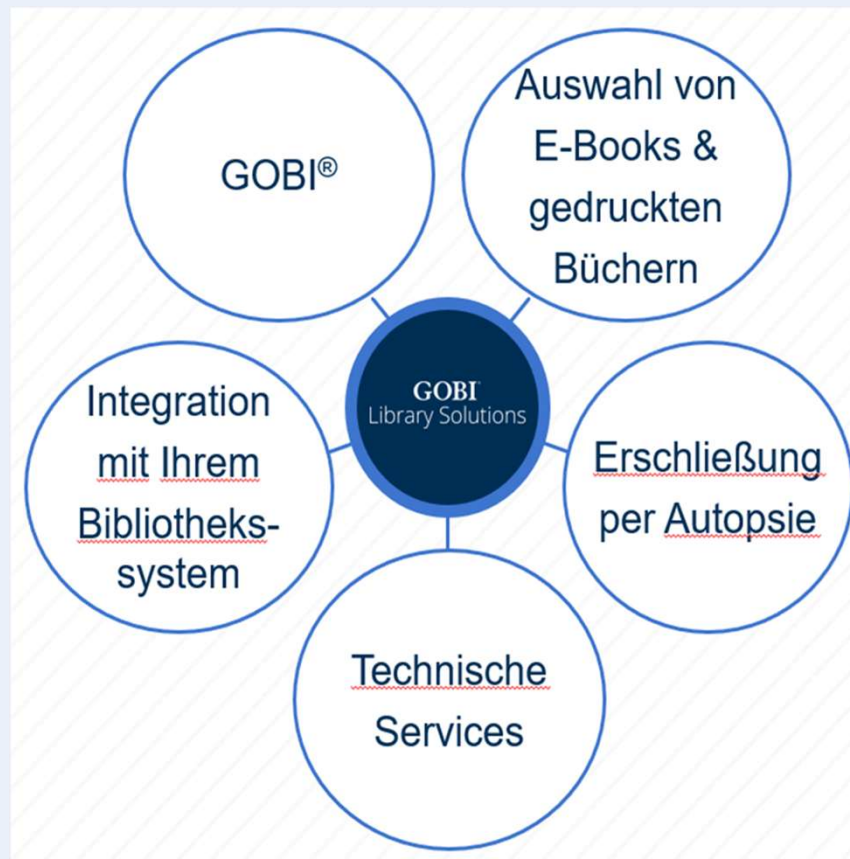 GOBI®
Auswahl von
E-Books &
gedruckten
Büchern
GOBI
Library Solutions
Integration
mit Ihrem
Bibliotheks-
system
Erschließung
per Autopsie
Technische
Services